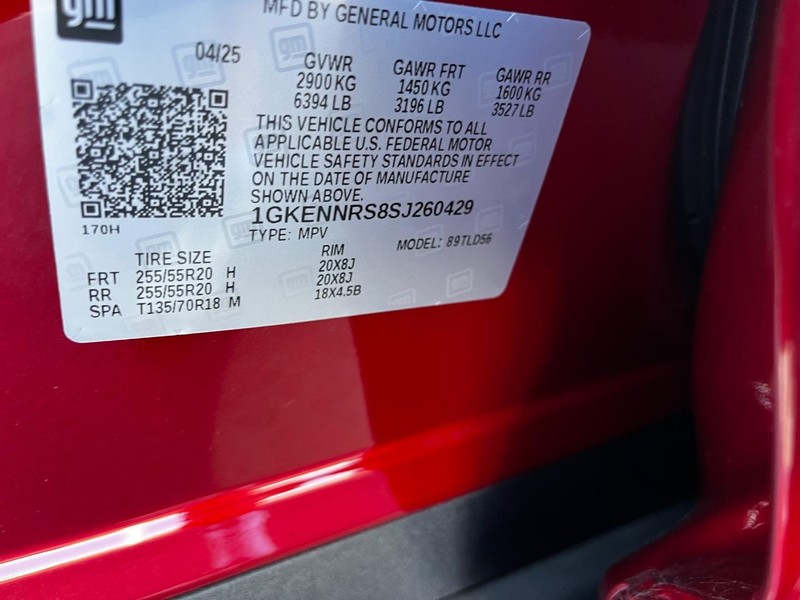 gm
MFD BY GENERAL MOTORS LLC
04/25
GVWR GAWR FRT GAWR RR
2900 KG 1450 KG 1600 KG
6394 LB 3196 LB 3527 LB
THIS VEHICLE CONFORMS TO ALL
APPLICABLE U.S. FEDERAL MOTOR
VEHICLE SAFETY STANDARDS IN EFFECT
ON THE DATE OF MANUFACTURE
SHOWN ABOVE.
1GKENNRS8SJ260429
170H
TYPE: MPV MODEL: 89TLD56
TIRE SIZE RIM
FRT 255/55R20 H 20X8J
RR 255/55R20 H 20X8J
SPA T135/70R18 M 18X4.5B